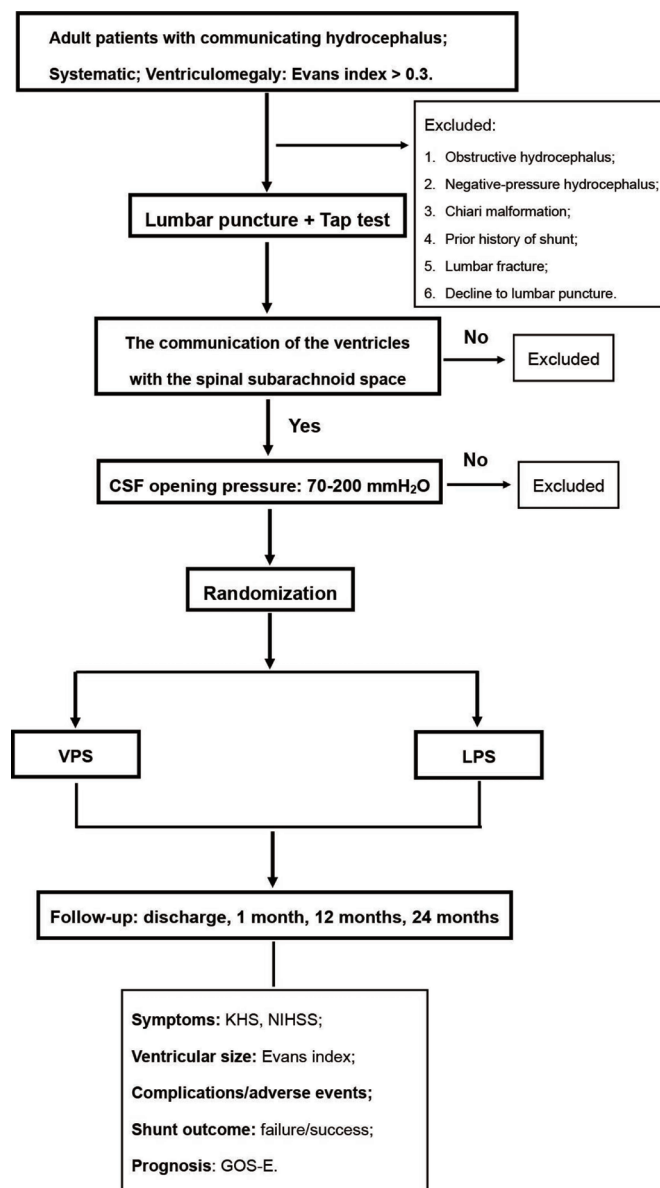 Adult patients with communicating hydrocephalus;
Systematic; Ventriculomegaly: Evans index > 0.3.
Excluded:
1. Obstructive hydrocephalus;
2. Negative-pressure hydrocephalus;
3. Chiari malformation;
4. Prior history of shunt;
5. Lumbar fracture;
6. Decline to lumbar puncture.
Lumbar puncture + Tap test
The communication of the ventricles
with the spinal subarachnoid space
No
Excluded
Yes
CSF opening pressure: 70-200 mmH₂O
No
Excluded
Randomization
VPS
LPS
Follow-up: discharge, 1 month, 12 months, 24 months
Symptoms: KHS, NIHSS;
Ventricular size: Evans index;
Complications/adverse events;
Shunt outcome: failure/success;
Prognosis: GOS-E.